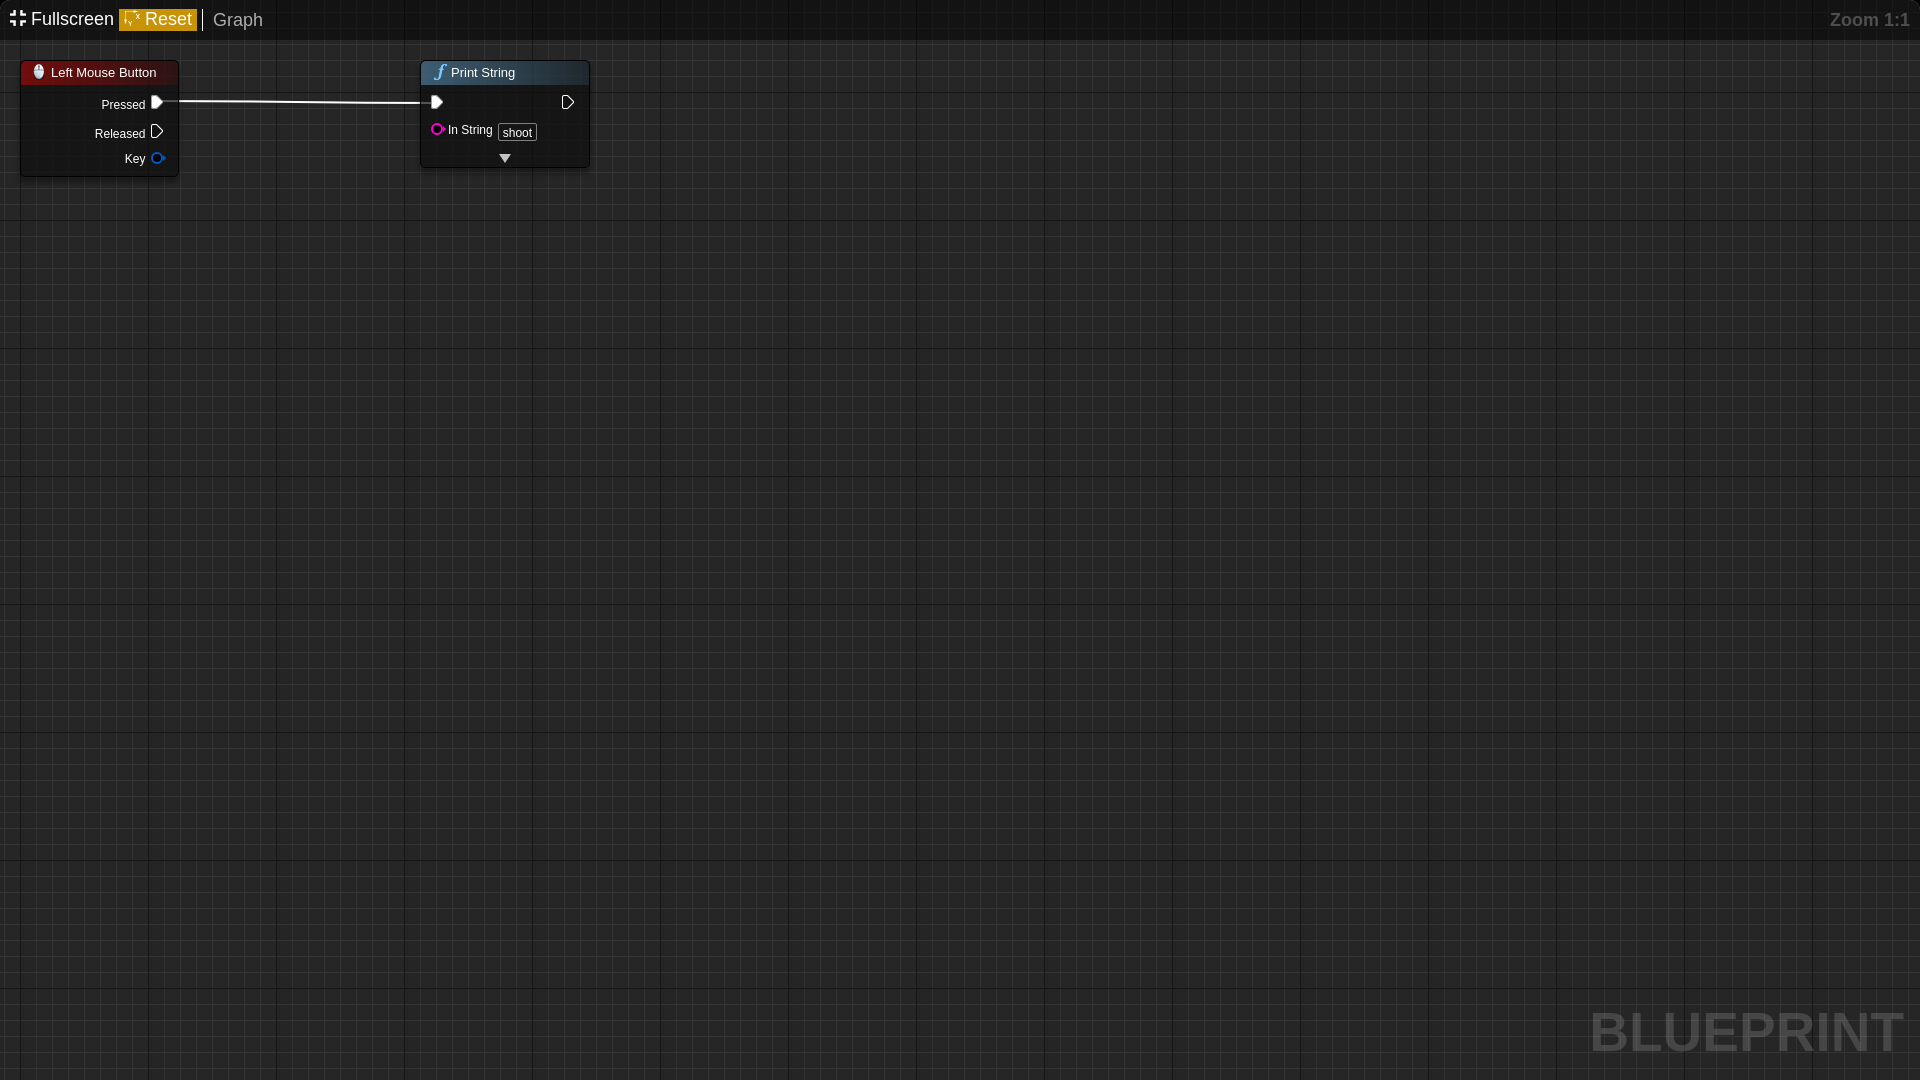 Fullscreen Reset Graph Zoom 1:1
Left Mouse Button
Pressed
Released
Key
Print String
In String shoot
BLUEPRINT